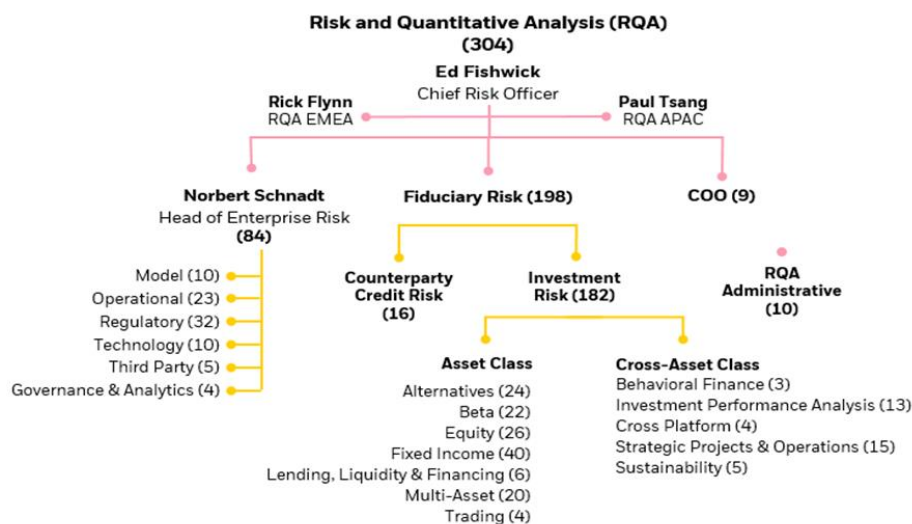 Risk and Quantitative Analysis (RQA)
(304)
Ed Fishwick
Chief Risk Officer
Rick Flynn
RQA EMEA
Paul Tsang
RQA APAC
Norbert Schnadt
Head of Enterprise Risk
(84)
Model (10)
Operational (23)
Regulatory (32)
Technology (10)
Third Party (5)
Governance & Analytics (4)
Fiduciary Risk (198)
Counterparty
Credit Risk
(16)
Investment
Risk (182)
Asset Class
Alternatives (24)
Beta (22)
Equity (26)
Fixed Income (40)
Lending, Liquidity & Financing (6)
Multi-Asset (20)
Trading (4)
Cross-Asset Class
Behavioral Finance (3)
Investment Performance Analysis (13)
Cross Platform (4)
Strategic Projects & Operations (15)
Sustainability (5)
COO (9)
RQA
Administrative
(10)